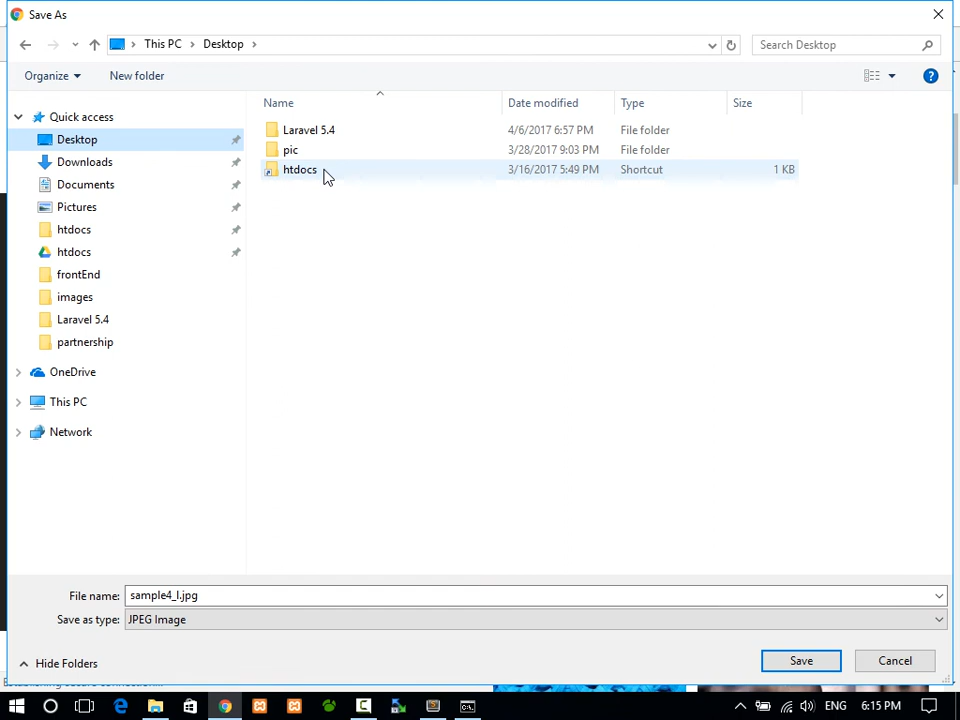 Save As
This PC
Desktop
Search Desktop
Organize
New folder
Name
Date modified
Type
Size
Quick access
Desktop
Downloads
Documents
Pictures
htdocs
htdocs
frontEnd
images
Laravel 5.4
partnership
OneDrive
This PC
Network
Laravel 5.4 4/6/2017 6:57 PM File folder
pic 3/28/2017 9:03 PM File folder
htdocs 3/16/2017 5:49 PM Shortcut 1 KB
File name: sample4_l.jpg
Save as type: JPEG Image
Hide Folders
Save
Cancel
Establishing secure connection...
ENG
6:15 PM